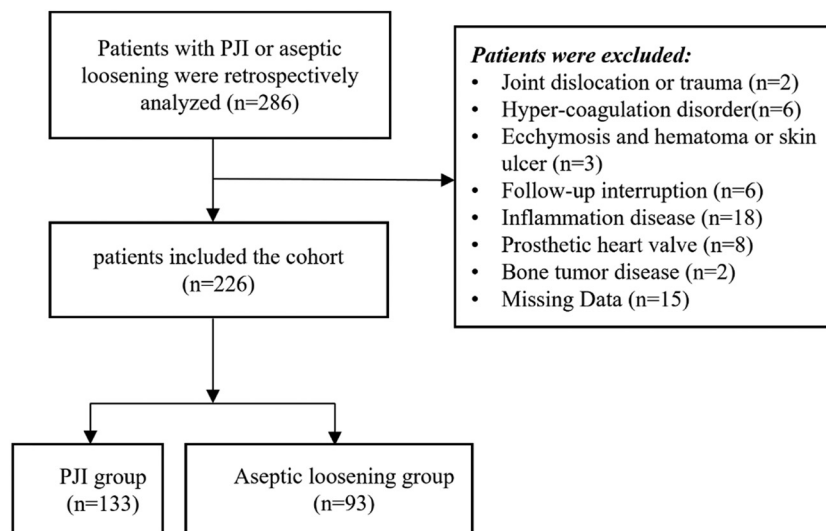 Patients with PJI or aseptic
loosening were retrospectively
analyzed (n=286)
Patients were excluded:
• Joint dislocation or trauma (n=2)
• Hyper-coagulation disorder(n=6)
• Ecchymosis and hematoma or skin
ulcer (n=3)
• Follow-up interruption (n=6)
• Inflammation disease (n=18)
• Prosthetic heart valve (n=8)
• Bone tumor disease (n=2)
• Missing Data (n=15)
patients included the cohort
(n=226)
PJI group
(n=133)
Aseptic loosening group
(n=93)